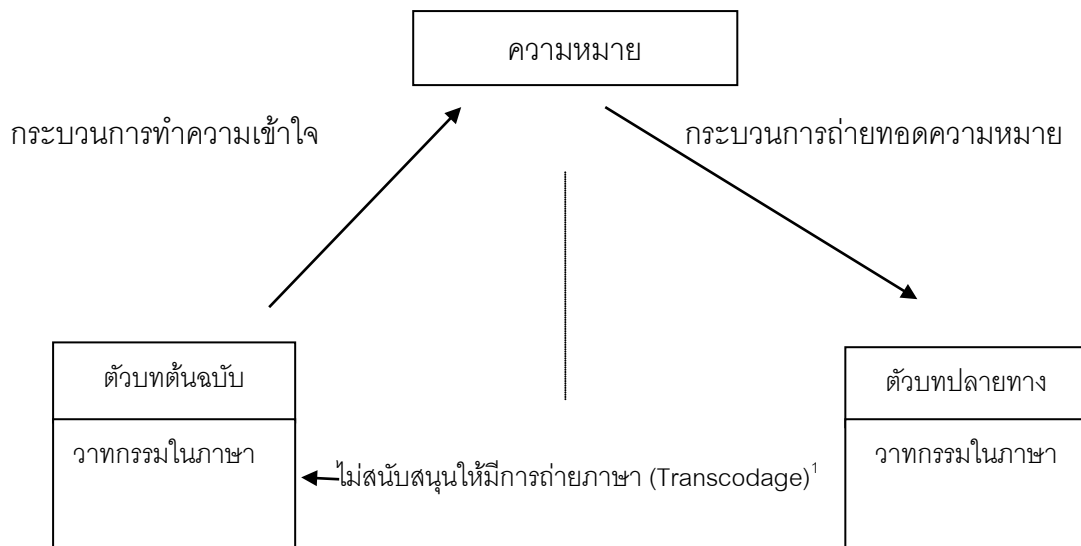 ความหมาย
กระบวนการทำความเข้าใจ
กระบวนการถ่ายทอดความหมาย
ตัวบทต้นฉบับ
ตัวบทปลายทาง
วาทกรรมในภาษา
ไม่สนับสนุนให้มีการถ่ายภาษา (Transcodage)¹
วาทกรรมในภาษา